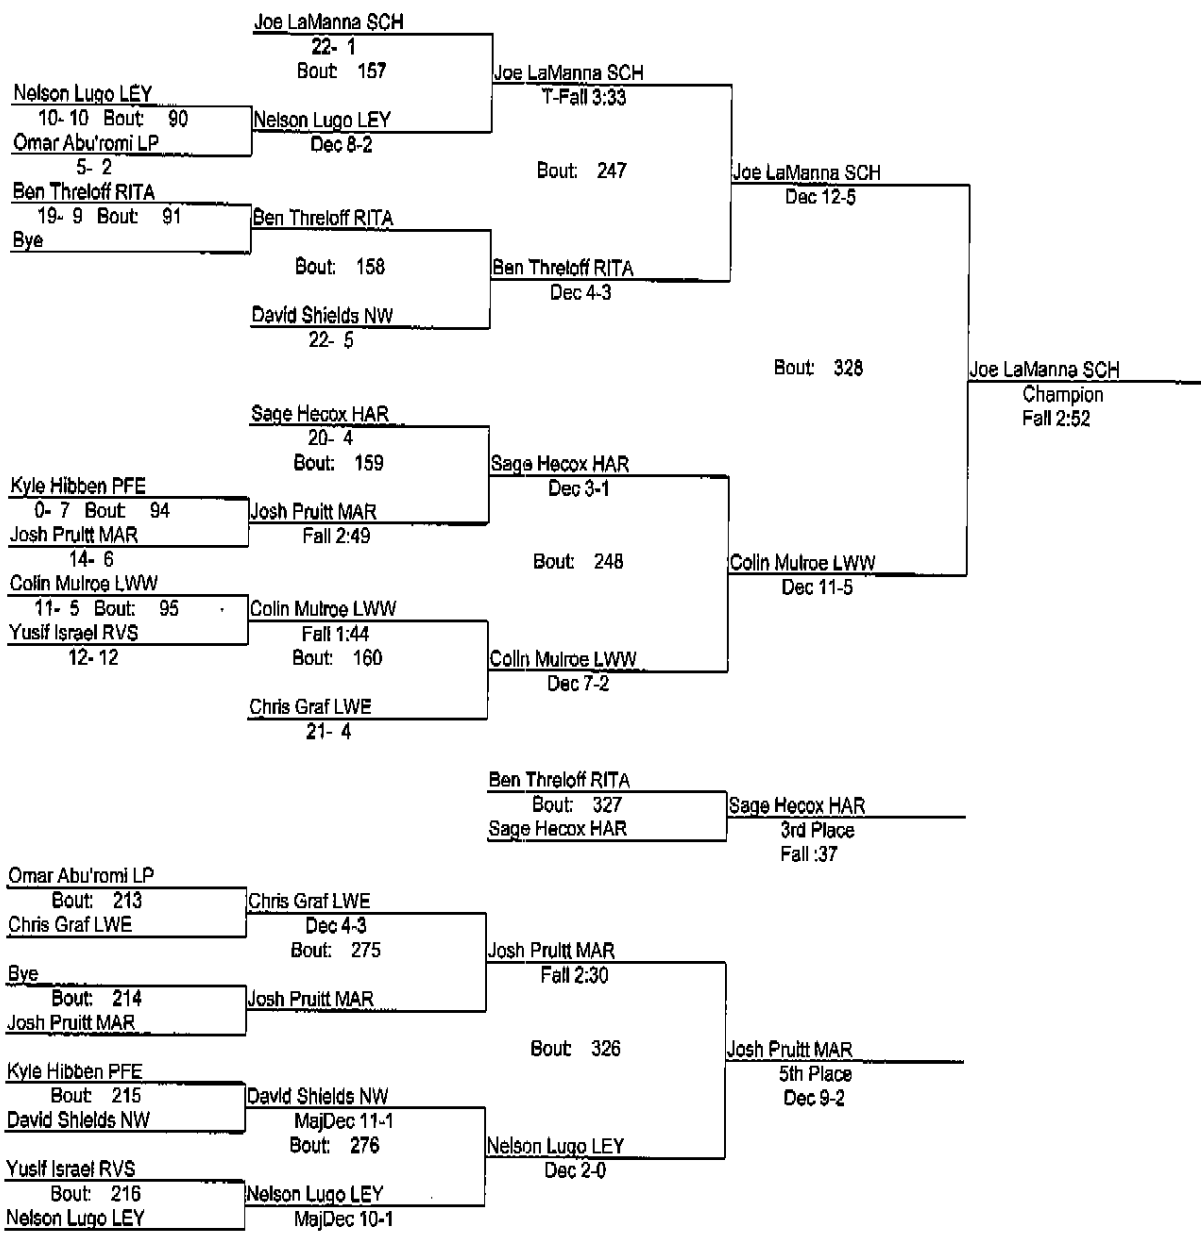 Joe LaManna SCH
22- 1
Bout: 157
Nelson Lugo LEY
10- 10 Bout: 90
Omar Abu'romi LP
5- 2
Nelson Lugo LEY
Dec 8-2
Joe LaManna SCH
T-Fall 3:33
Ben Threloff RITA
19- 9 Bout: 91
Bye
Ben Threloff RITA
Bout: 158
David Shields NW
22- 5
Ben Threloff RITA
Dec 4-3
Bout: 247
Joe LaManna SCH
Dec 12-5
Bout: 328
Joe LaManna SCH
Champion
Fall 2:52
Sage Hecox HAR
20- 4
Bout: 159
Kyle Hibben PFE
0- 7 Bout: 94
Josh Pruitt MAR
14- 6
Josh Pruitt MAR
Fall 2:49
Sage Hecox HAR
Dec 3-1
Colin Mulroe LWW
11- 5 Bout: 95
Yusif Israel RVS
12- 12
Colin Mulroe LWW
Fall 1:44
Bout: 160
Chris Graf LWE
21- 4
Colin Mulroe LWW
Dec 7-2
Bout: 248
Colin Mulroe LWW
Dec 11-5
Ben Threloff RITA
Bout: 327
Sage Hecox HAR
Sage Hecox HAR
3rd Place
Fall :37
Omar Abu'romi LP
Bout: 213
Chris Graf LWE
Chris Graf LWE
Dec 4-3
Bout: 275
Bye
Bout: 214
Josh Pruitt MAR
Josh Pruitt MAR
Josh Pruitt MAR
Fall 2:30
Bout: 326
Kyle Hibben PFE
Bout: 215
David Shields NW
David Shields NW
MajDec 11-1
Bout: 276
Yusif Israel RVS
Bout: 216
Nelson Lugo LEY
Nelson Lugo LEY
MajDec 10-1
Nelson Lugo LEY
Dec 2-0
Josh Pruitt MAR
5th Place
Dec 9-2